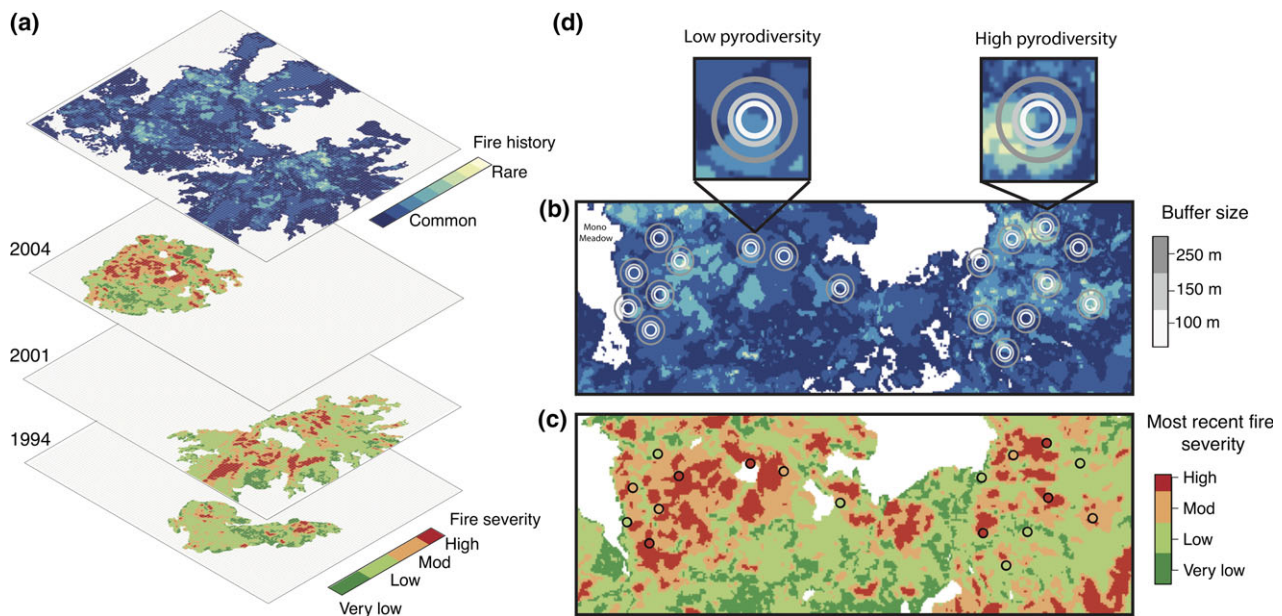 (a)
Fire history
Rare
Common
2004
2001
1994
Fire severity
High
Mod
Low
Very low
(d)
Low pyrodiversity
High pyrodiversity
(b)
Mono
Meadow
Buffer size
250 m
150 m
100 m
(c)
Most recent fire
severity
High
Mod
Low
Very low